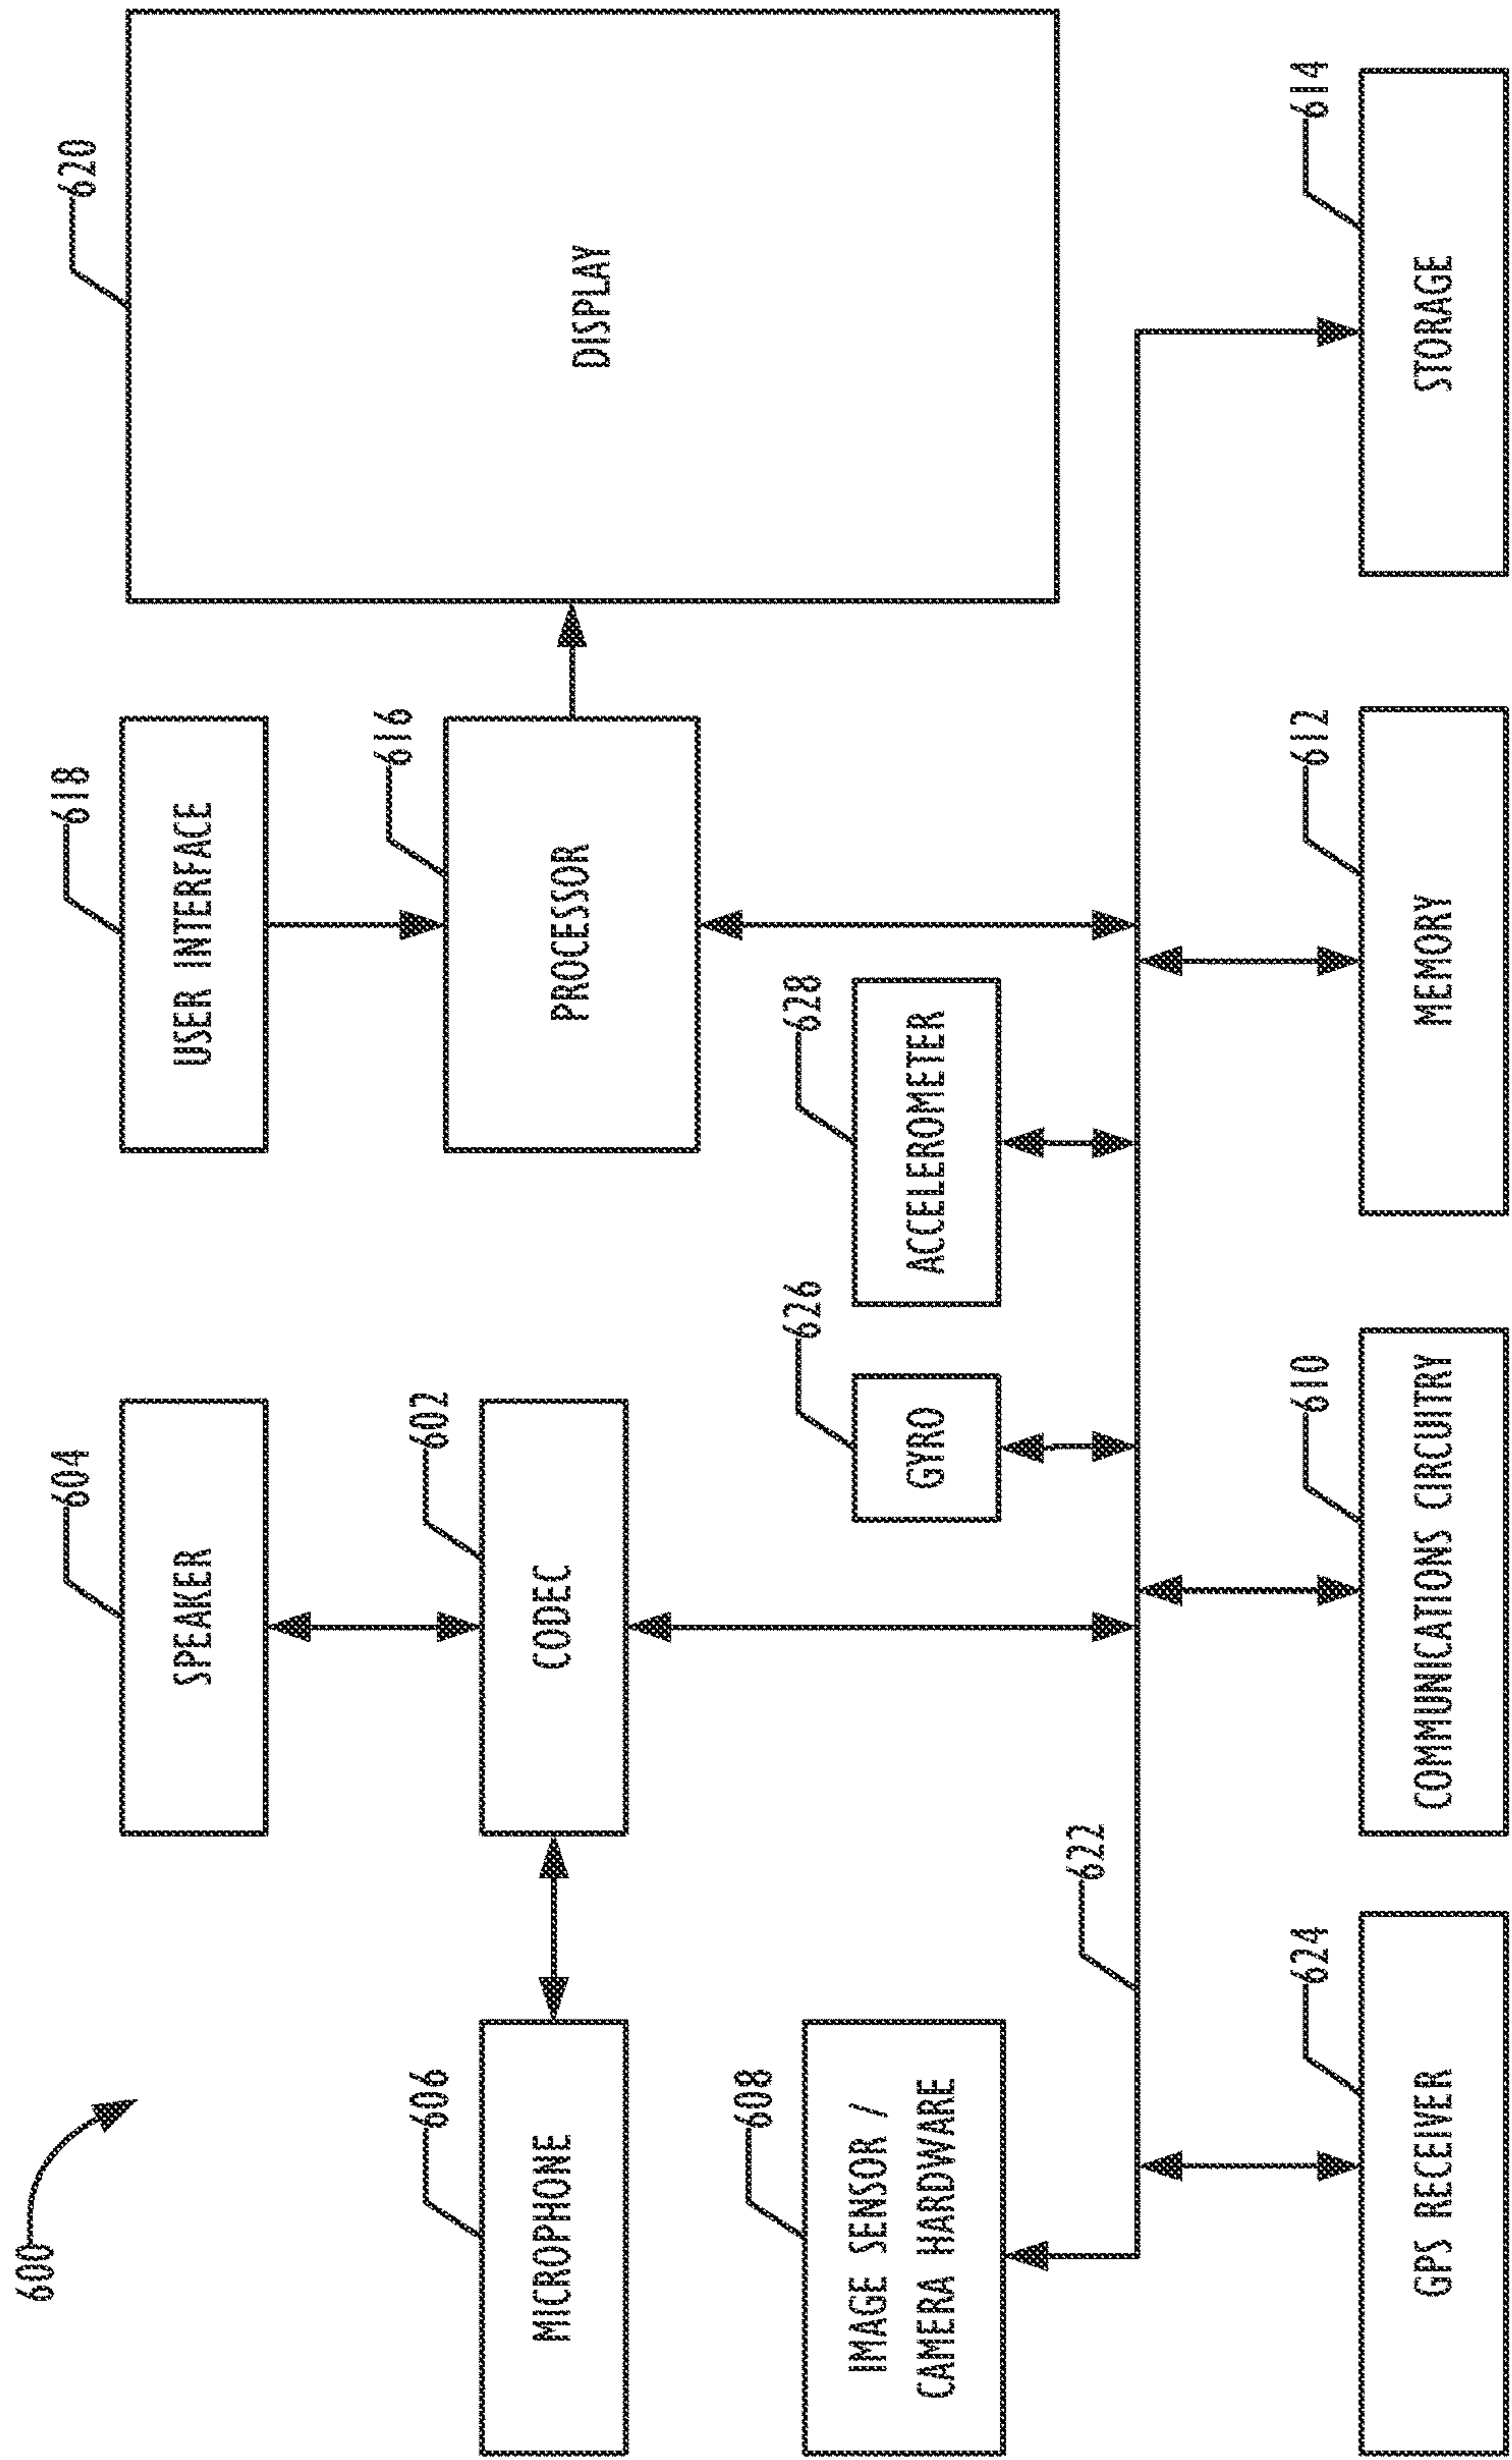 600
SPEAKER
604
USER INTERFACE
618
DISPLAY
620
MICROPHONE
606
CODEC
602
PROCESSOR
616
IMAGE SENSOR /
CAMERA HARDWARE
608
GYRO
626
ACCELEROMETER
628
622
GPS RECEIVER
624
COMMUNICATIONS CIRCUITRY
610
MEMORY
612
STORAGE
614